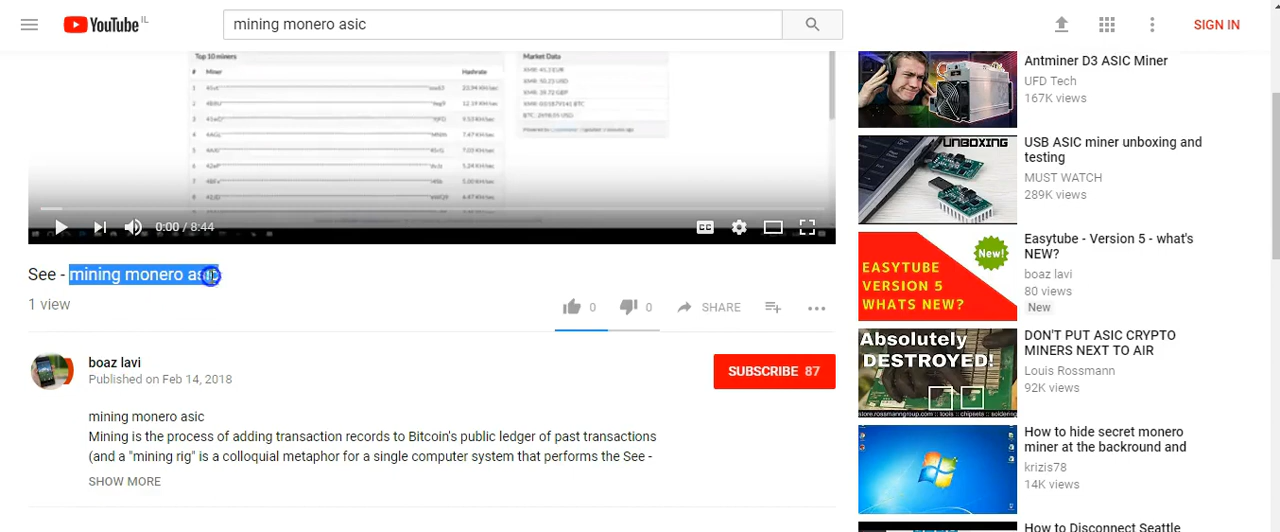 YouTube IL
mining monero asic
SIGN IN
Top 10 miners
Market Data
# Miner
Hashrate
0:00 / 8:44
See - mining monero asic
1 view
0
0
SHARE
boaz lavi
Published on Feb 14, 2018
SUBSCRIBE 87
mining monero asic
Mining is the process of adding transaction records to Bitcoin's public ledger of past transactions
(and a "mining rig" is a colloquial metaphor for a single computer system that performs the See -
SHOW MORE
Antminer D3 ASIC Miner
UFD Tech
167K views
UNBOXING
USB ASIC miner unboxing and
testing
MUST WATCH
289K views
EASYTUBE
VERSION 5
WHATS NEW?
New!
Easytube - Version 5 - what's
NEW?
boaz lavi
80 views
New
Absolutely
DESTROYED!
store.rossmanngroup.com :: tools :: chipsets :: soldering
DON'T PUT ASIC CRYPTO
MINERS NEXT TO AIR
Louis Rossmann
92K views
How to hide secret monero
miner at the backround and
krizis78
14K views
How to Disconnect Seattle